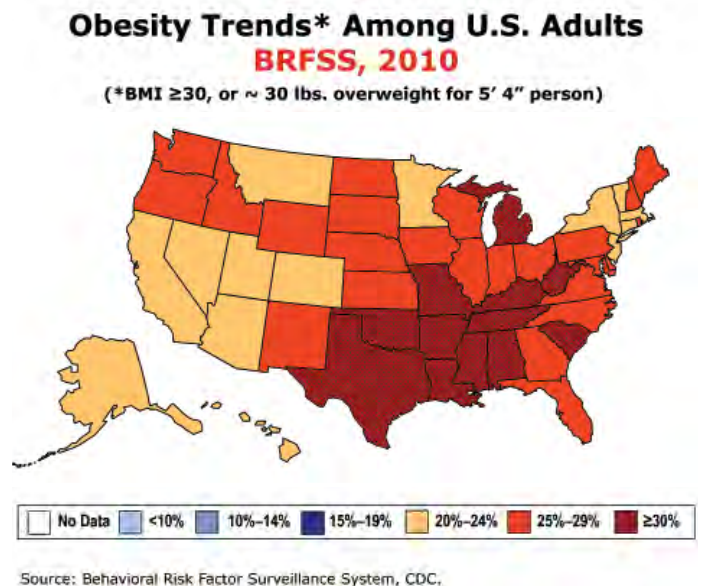 Obesity Trends* Among U.S. Adults
BRFSS, 2010
(*BMI ≥30, or ~ 30 lbs. overweight for 5’ 4” person)
No Data <10% 10%–14% 15%–19% 20%–24% 25%–29% ≥30%
Source: Behavioral Risk Factor Surveillance System, CDC.